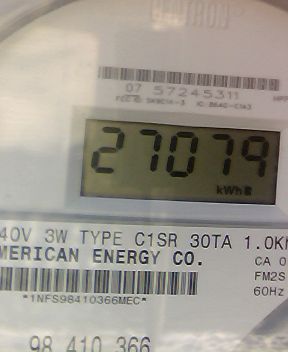 CENTRON
07 57245311
27079
kWh
40V 3W TYPE C1SR 30TA 1.0K
MERICAN ENERGY CO.
CA 0
FM2S
*1NFS98410366MEC*
60Hz
98 410 366